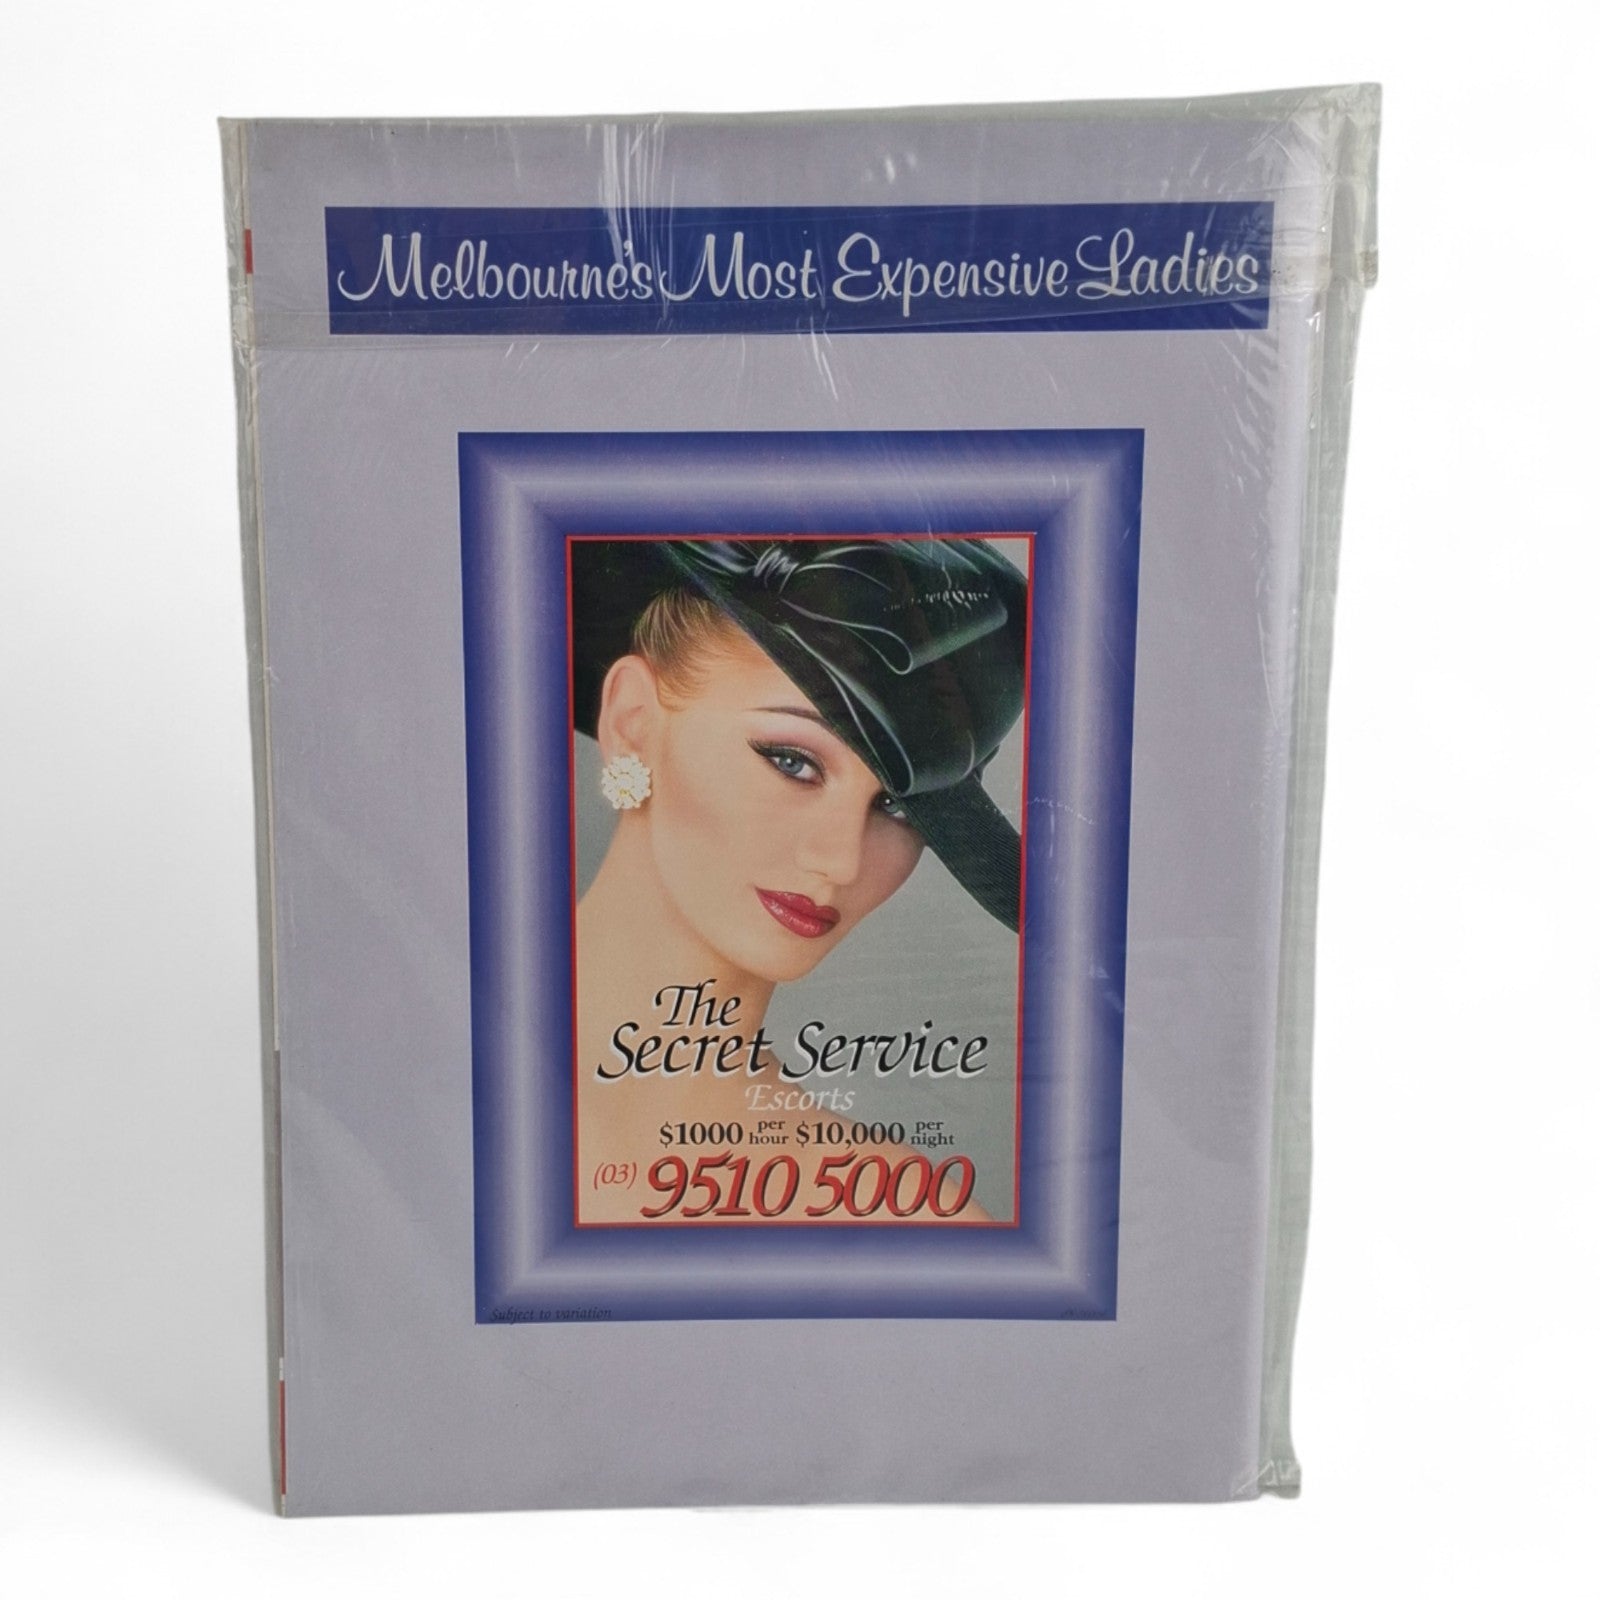 Melbourne's Most Expensive Ladies
The
Secret Service
Escorts
$1000 per hour $10,000 per night
(03) 9510 5000
Subject to variation